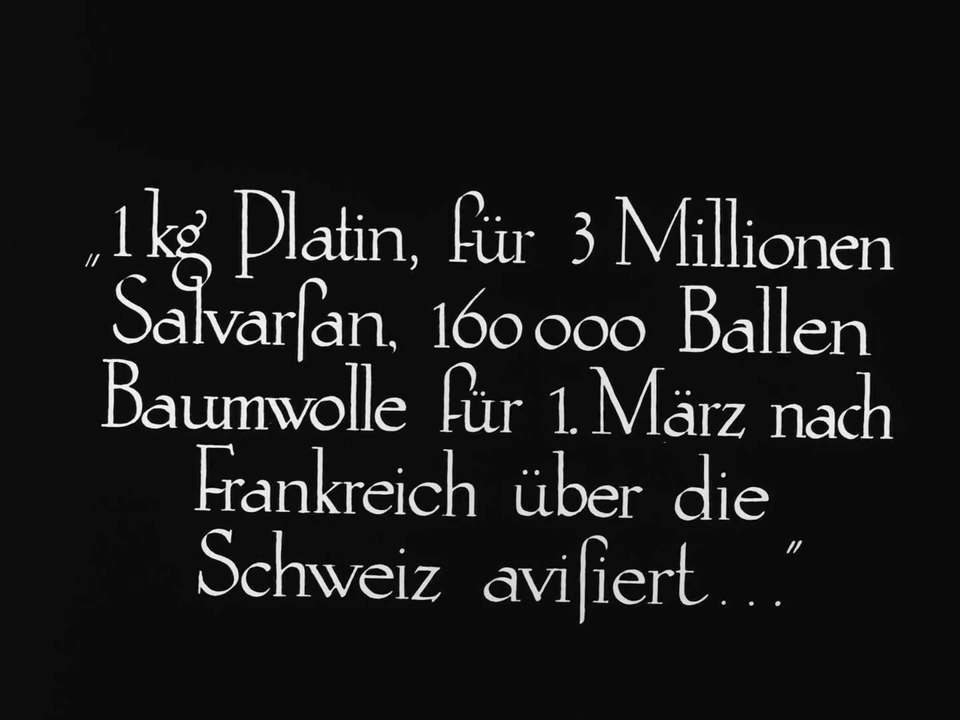 „1 kg Platin, für 3 Millionen
Salvarſan, 160 000 Ballen
Baumwolle für 1. März nach
Frankreich über die
Schweiz aviſiert..."